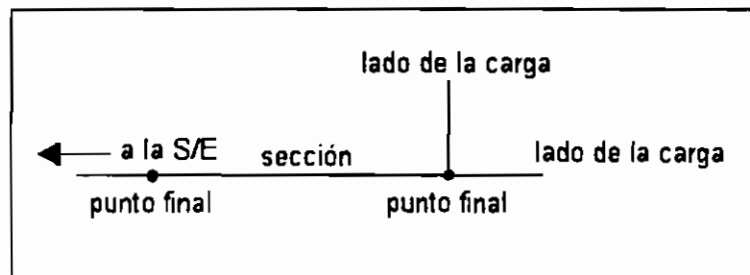 lado de la carga
a la S/E
sección
lado de la carga
punto final
punto final